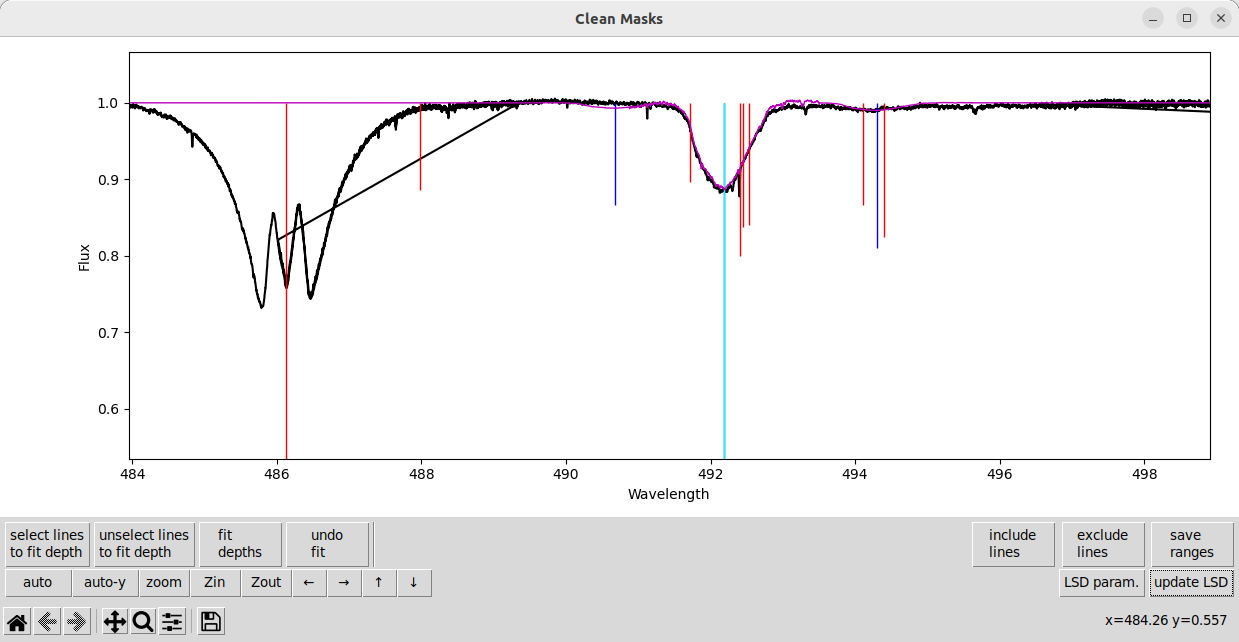 Clean Masks
1.0
0.9
0.8
0.7
0.6
Flux
484 486 488 490 492 494 496 498
Wavelength
select lines to fit depth
unselect lines to fit depth
fit depths
undo fit
include lines
exclude lines
save ranges
auto auto-y zoom Zin Zout ← → ↑ ↓ LSD param. update LSD
x=484.26 y=0.557